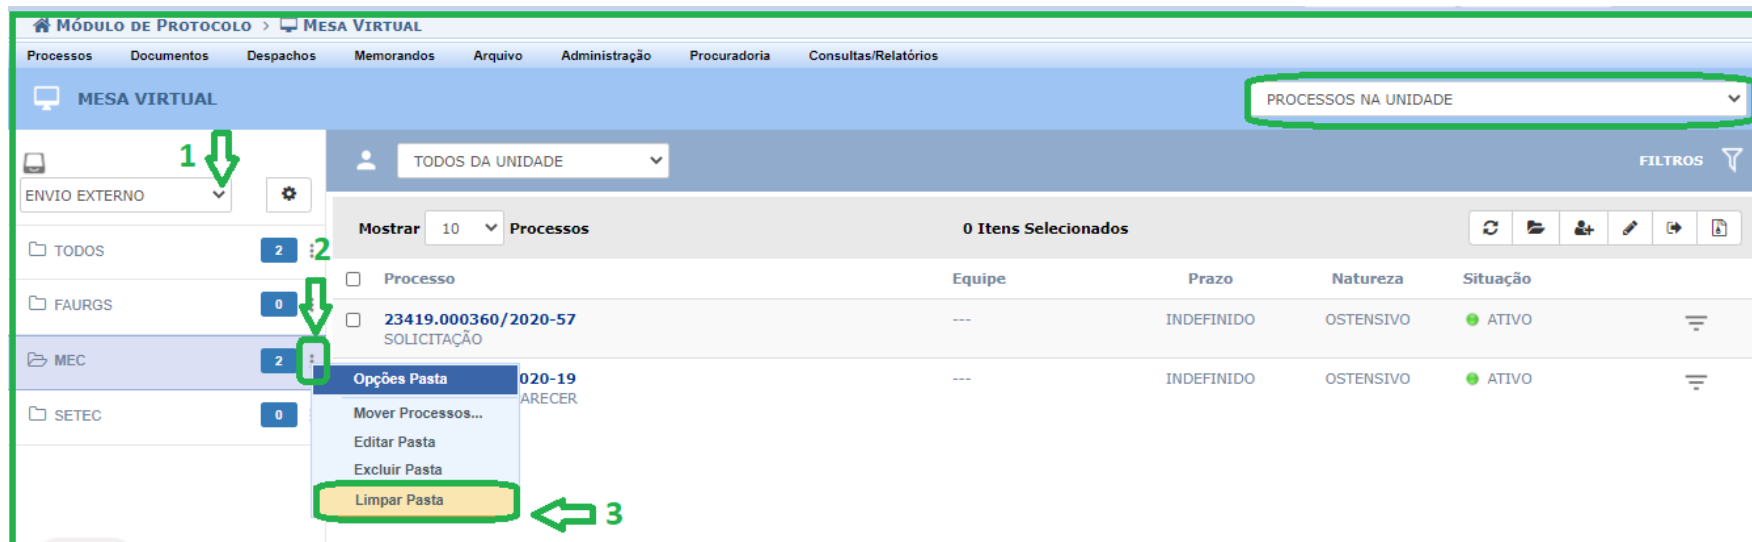 MÓDULO DE PROTOCOLO > MESA VIRTUAL
Processos Documentos Despachos Memorandos Arquivo Administração Procuradoria Consultas/Relatórios
MESA VIRTUAL
PROCESSOS NA UNIDADE
1
TODOS DA UNIDADE
FILTROS
ENVIO EXTERNO
Mostrar 10 Processos 0 Itens Selecionados
TODOS 2
2
Processo Equipe Prazo Natureza Situação
FAURGS 0
23419.000360/2020-57 --- INDEFINIDO OSTENSIVO ATIVO
SOLICITAÇÃO
MEC 2
Opções Pasta
020-19 --- INDEFINIDO OSTENSIVO ATIVO
ARECER
SETEC 0
Mover Processos...
Editar Pasta
Excluir Pasta
Limpar Pasta
3